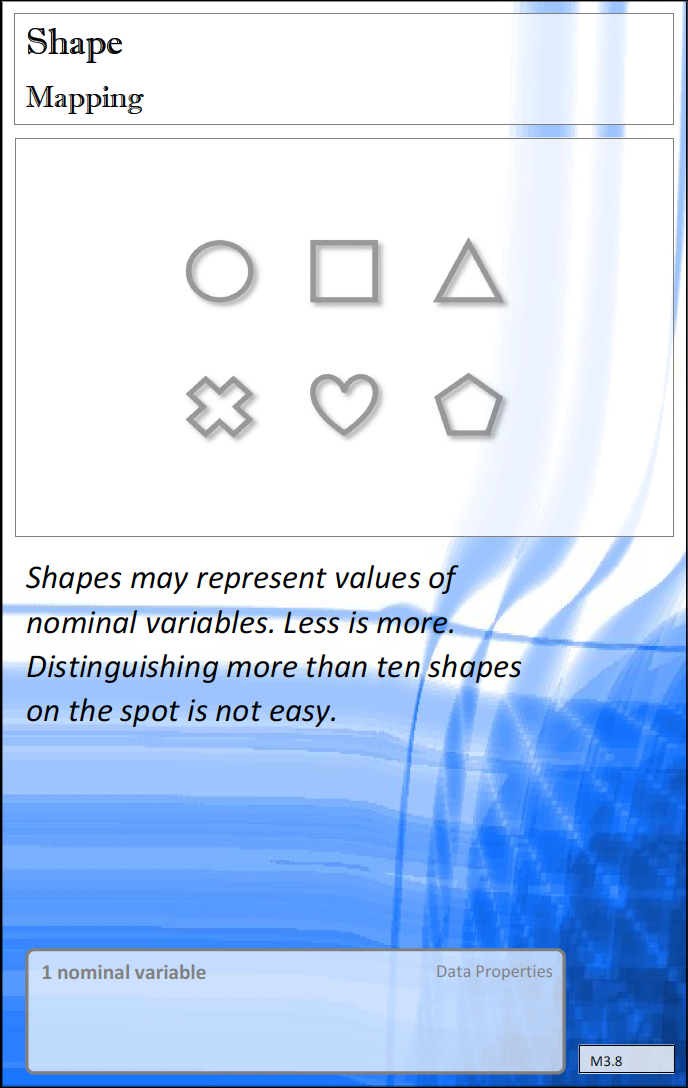 Shape
Mapping
Shapes may represent values of
nominal variables. Less is more.
Distinguishing more than ten shapes
on the spot is not easy.
1 nominal variable
Data Properties
M3.8